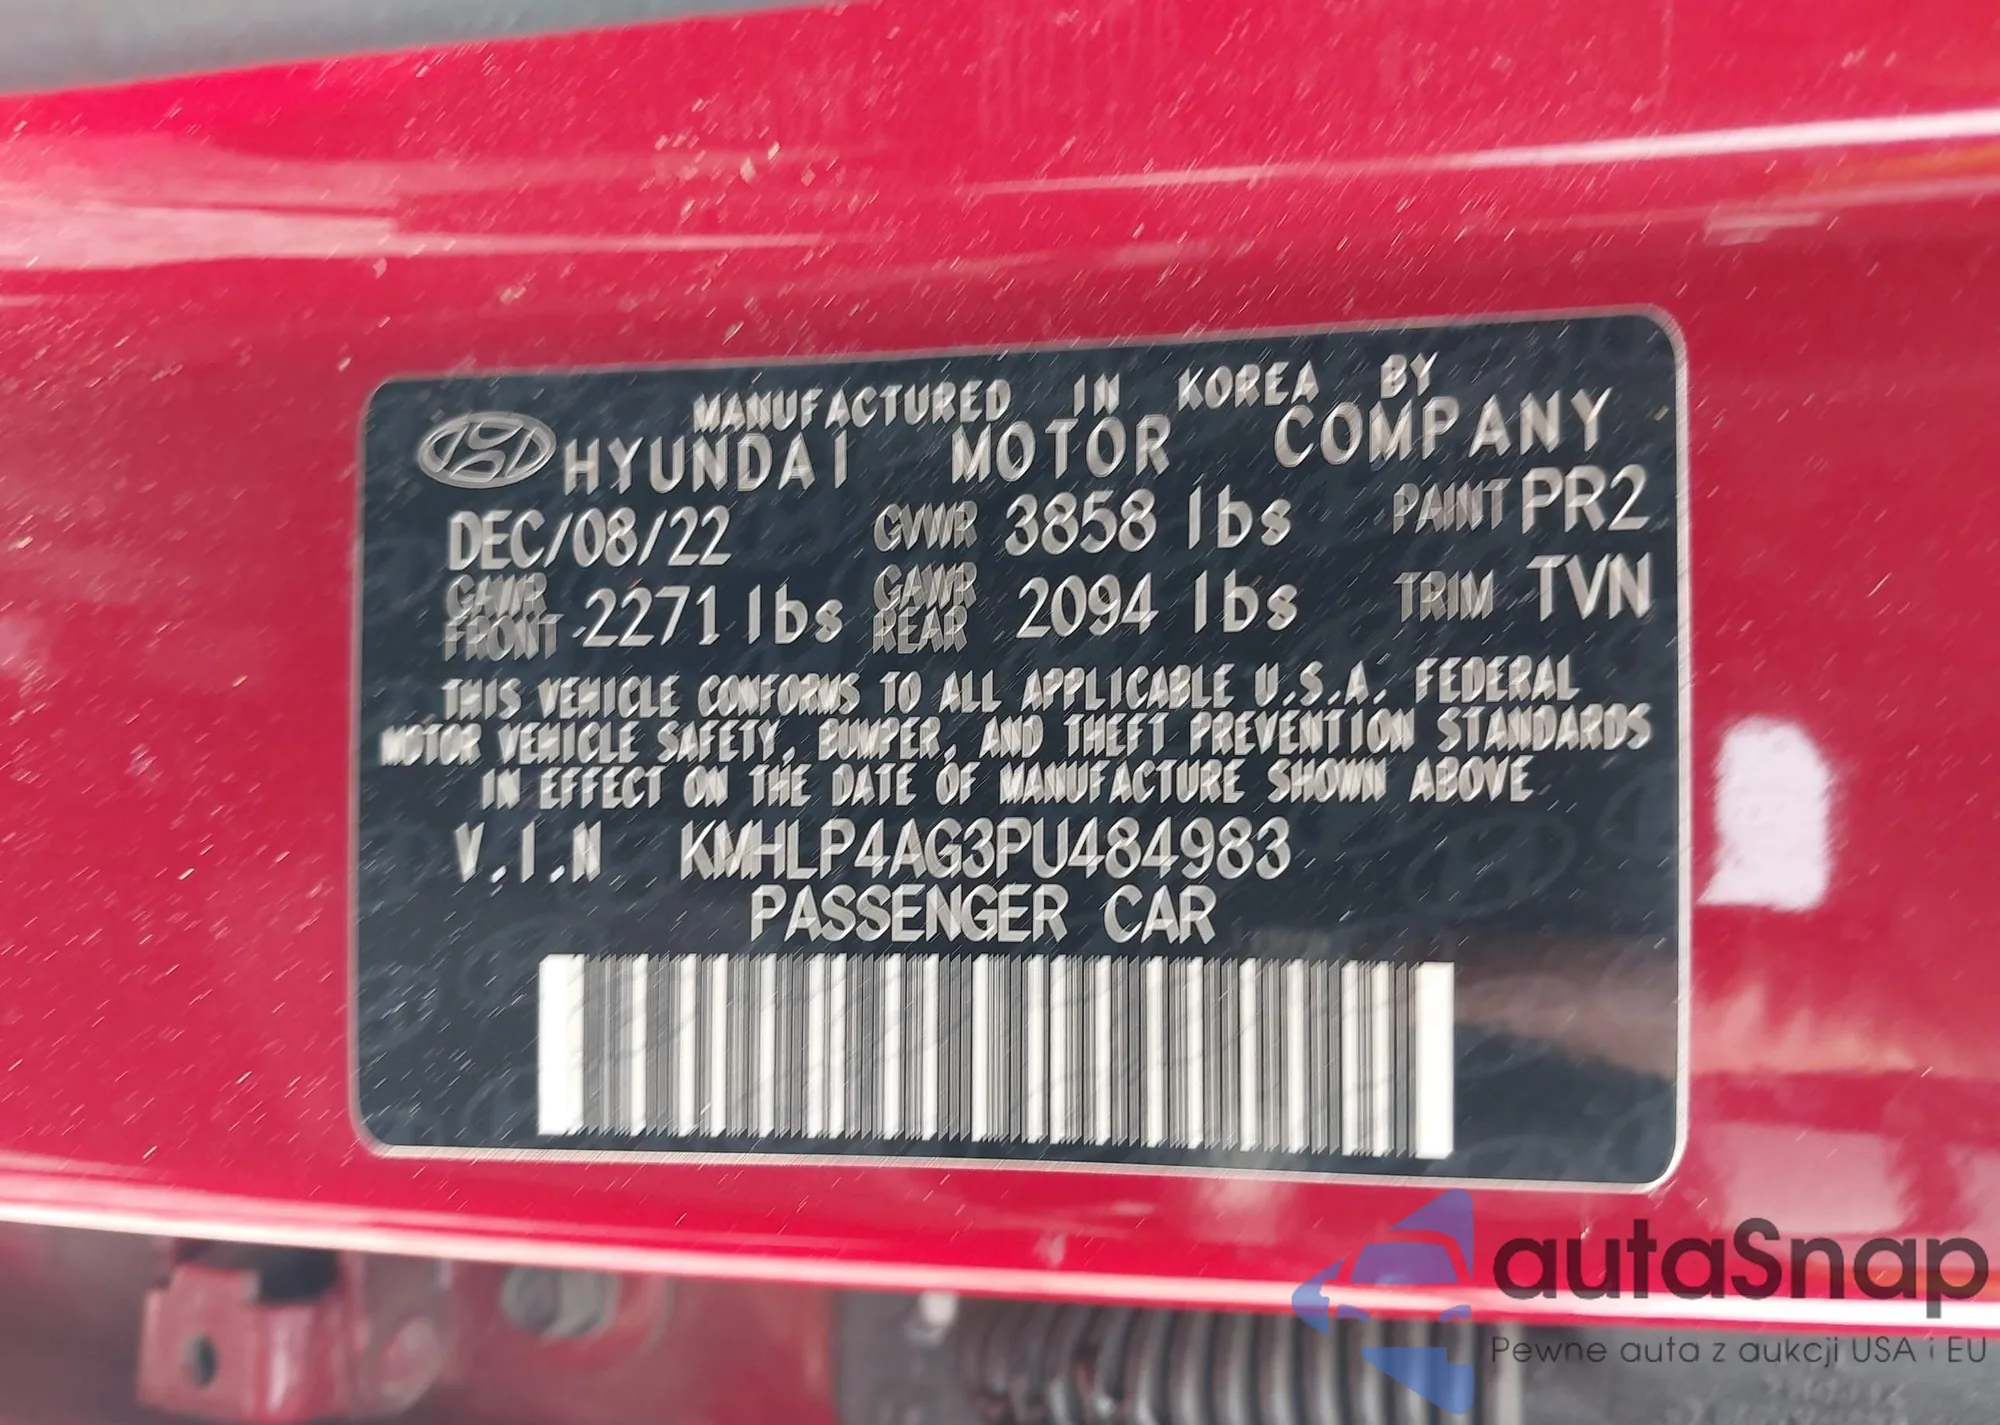 MANUFACTURED IN KOREA BY
HYUNDAI MOTOR COMPANY
DEC/08/22 GVWR 3858 lbs PAINT PR2
GAWR FRONT 2271 lbs GAWR REAR 2094 lbs TRIM TVN
THIS VEHICLE CONFORMS TO ALL APPLICABLE U.S.A. FEDERAL
MOTOR VEHICLE SAFETY, BUMPER, AND THEFT PREVENTION STANDARDS
IN EFFECT ON THE DATE OF MANUFACTURE SHOWN ABOVE
V.I.N KMHLP4AG3PU484983
PASSENGER CAR
autaSnap
Pewne auta z aukcji USA i EU